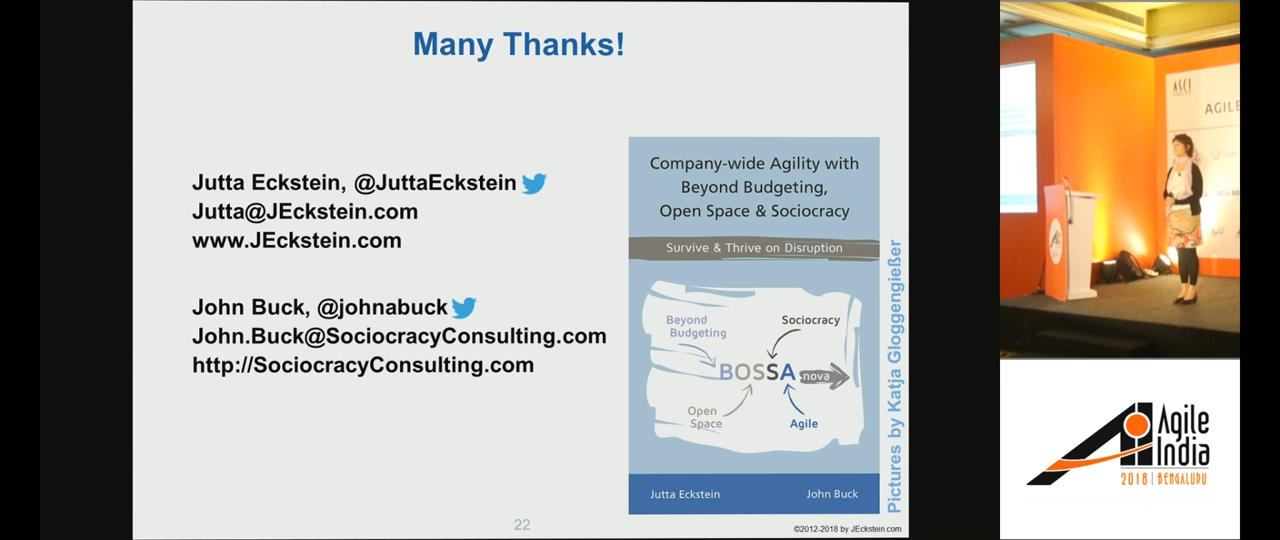 Many Thanks!
Jutta Eckstein, @JuttaEckstein
Jutta@JEckstein.com
www.JEckstein.com
John Buck, @johnabuck
John.Buck@SociocracyConsulting.com
http://SociocracyConsulting.com
Company-wide Agility with
Beyond Budgeting,
Open Space & Sociocracy
Survive & Thrive on Disruption
Beyond
Budgeting
Sociocracy
BOSSA nova
Open
Space
Agile
Jutta Eckstein John Buck
Pictures by Katja Gloggengießer
22
©2012-2018 by JEckstein.com
ASCI
AGILE
Agile
India
2018 | BENGALURU